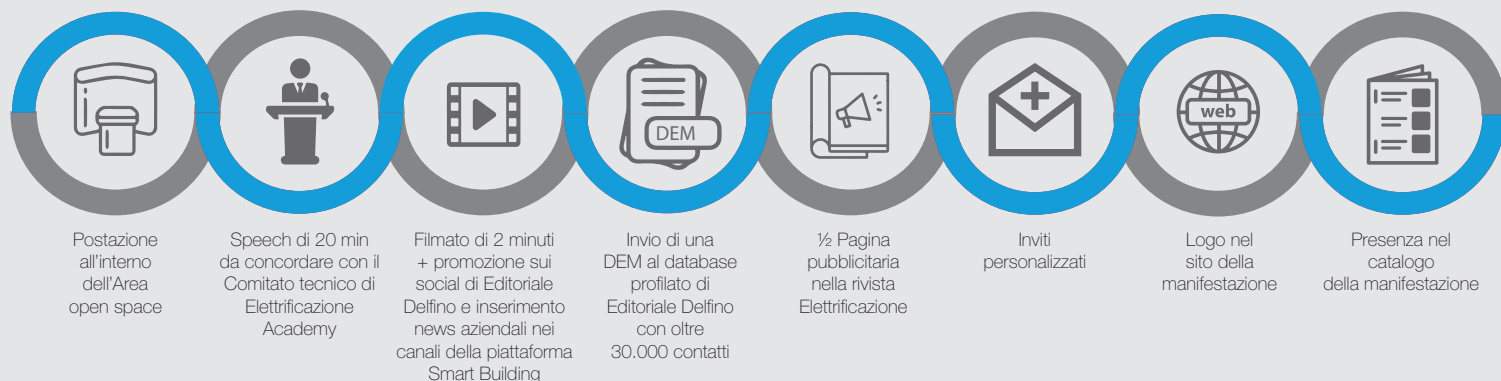 DEM
web
Postazione
all’interno
dell’Area
open space
Speech di 20 min
da concordare con il
Comitato tecnico di
Elettrificazione
Academy
Filmato di 2 minuti
+ promozione sui
social di Editoriale
Delfino e inserimento
news aziendali nei
canali della piattaforma
Smart Building
Invio di una
DEM al database
profilato di
Editoriale Delfino
con oltre
30.000 contatti
½ Pagina
pubblicitaria
nella rivista
Elettrificazione
Inviti
personalizzati
Logo nel
sito della
manifestazione
Presenza nel
catalogo
della manifestazione